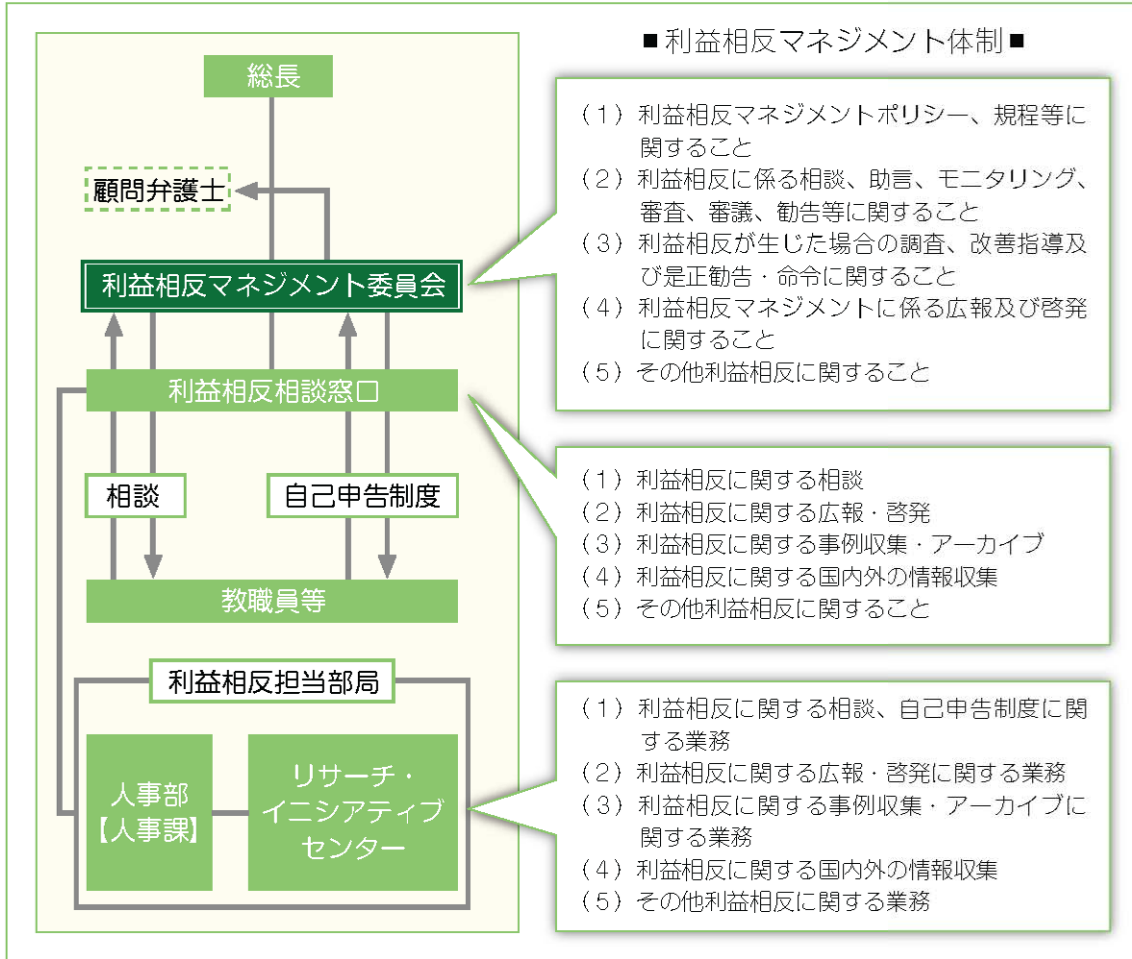 ■利益相反マネジメント体制■
総長
顧問弁護士
利益相反マネジメント委員会
利益相反相談窓口
相談
自己申告制度
教職員等
利益相反担当部局
人事部
【人事課】
リサーチ・
イニシアティブ
センター
（1）利益相反マネジメントポリシー、規程等に
関すること
（2）利益相反に係る相談、助言、モニタリング、
審査、審議、勧告等に関すること
（3）利益相反が生じた場合の調査、改善指導及
び是正勧告・命令に関すること
（4）利益相反マネジメントに係る広報及び啓発
に関すること
（5）その他利益相反に関すること
（1）利益相反に関する相談
（2）利益相反に関する広報・啓発
（3）利益相反に関する事例収集・アーカイブ
（4）利益相反に関する国内外の情報収集
（5）その他利益相反に関すること
（1）利益相反に関する相談、自己申告制度に関
する業務
（2）利益相反に関する広報・啓発に関する業務
（3）利益相反に関する事例収集・アーカイブに
関する業務
（4）利益相反に関する国内外の情報収集
（5）その他利益相反に関する業務